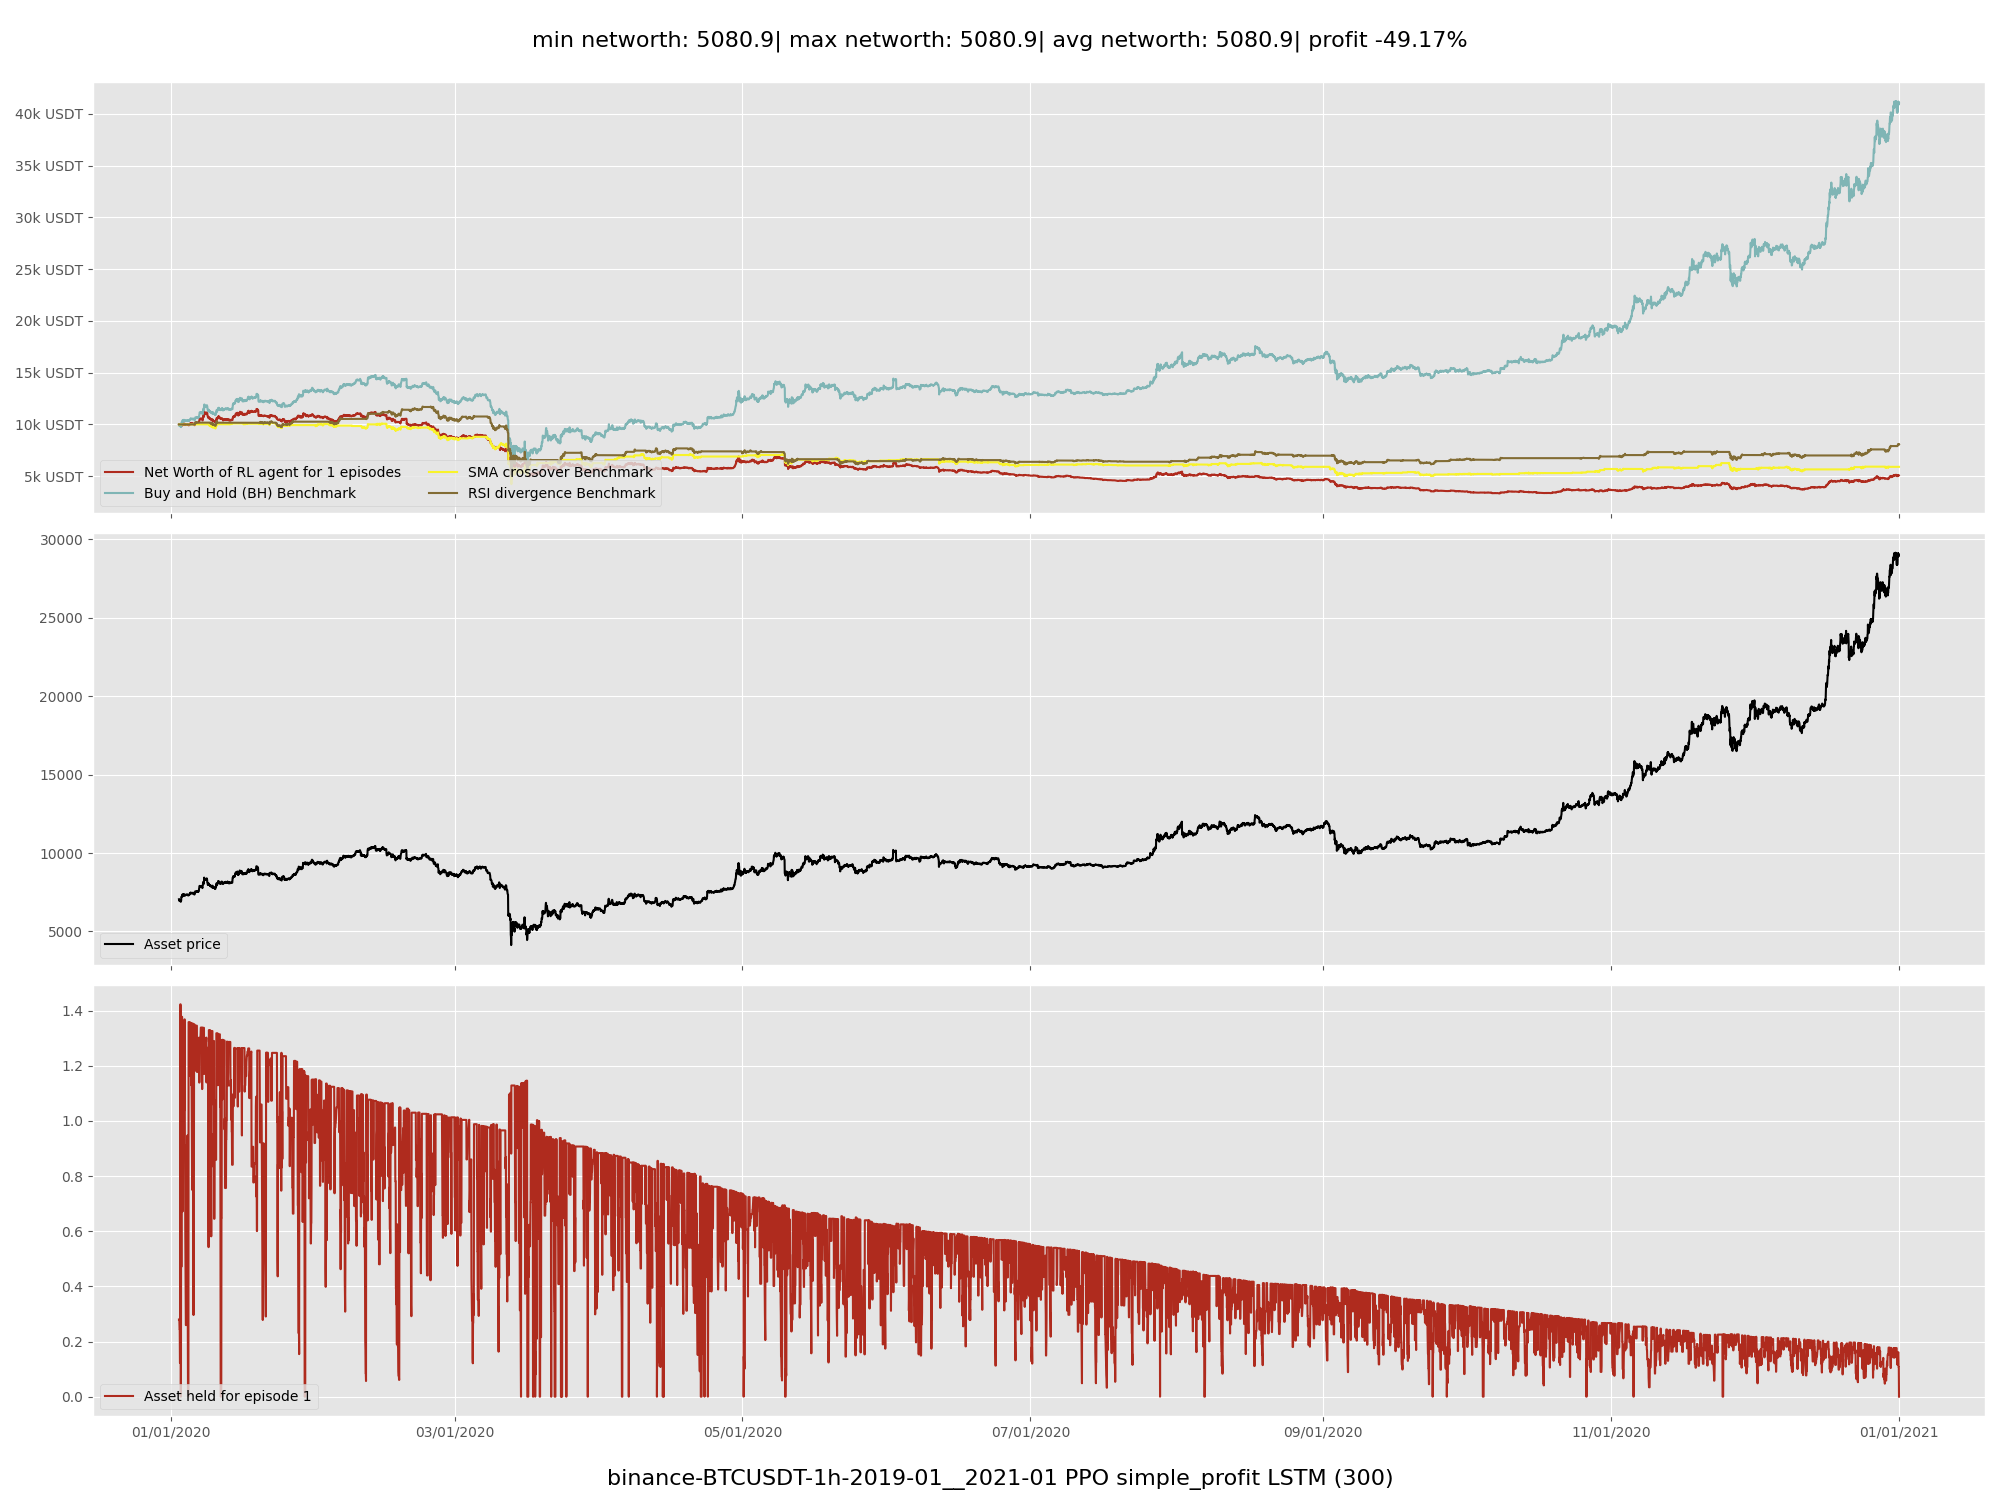 min networth: 5080.9| max networth: 5080.9| avg networth: 5080.9| profit -49.17%
40k USDT
35k USDT
30k USDT
25k USDT
20k USDT
15k USDT
10k USDT
5k USDT
Net Worth of RL agent for 1 episodes
Buy and Hold (BH) Benchmark
SMA crossover Benchmark
RSI divergence Benchmark
30000
25000
20000
15000
10000
5000
Asset price
1.4
1.2
1.0
0.8
0.6
0.4
0.2
0.0
Asset held for episode 1
01/01/2020
03/01/2020
05/01/2020
07/01/2020
09/01/2020
11/01/2020
01/01/2021
binance-BTCUSDT-1h-2019-01__2021-01 PPO simple_profit LSTM (300)